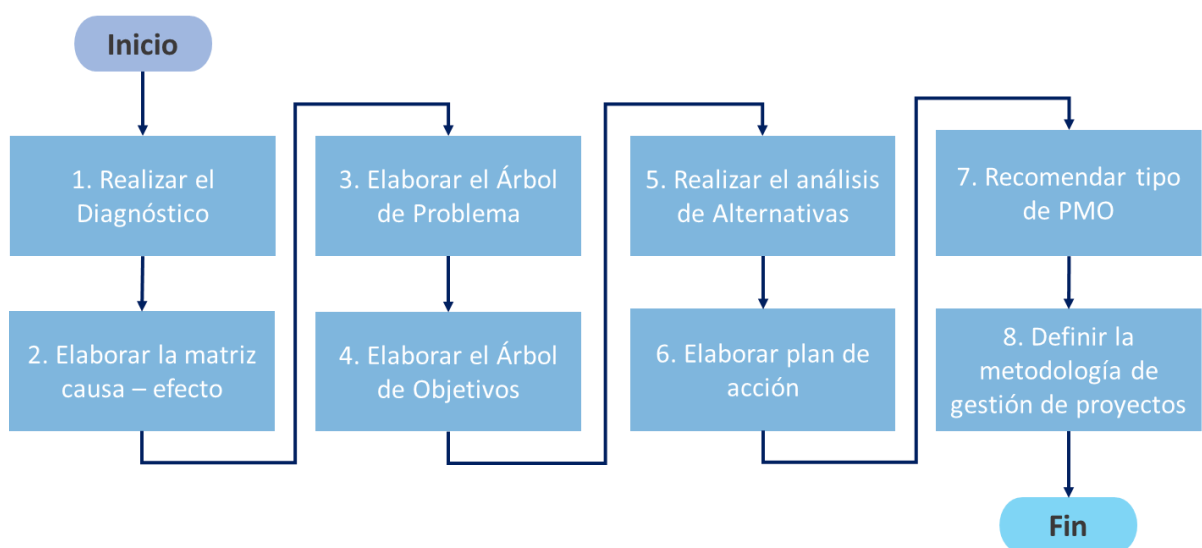 Inicio
1. Realizar el
Diagnóstico
2. Elaborar la matriz
causa – efecto
3. Elaborar el Árbol
de Problema
4. Elaborar el Árbol
de Objetivos
5. Realizar el análisis
de Alternativas
6. Elaborar plan de
acción
7. Recomendar tipo
de PMO
8. Definir la
metodología de
gestión de proyectos
Fin